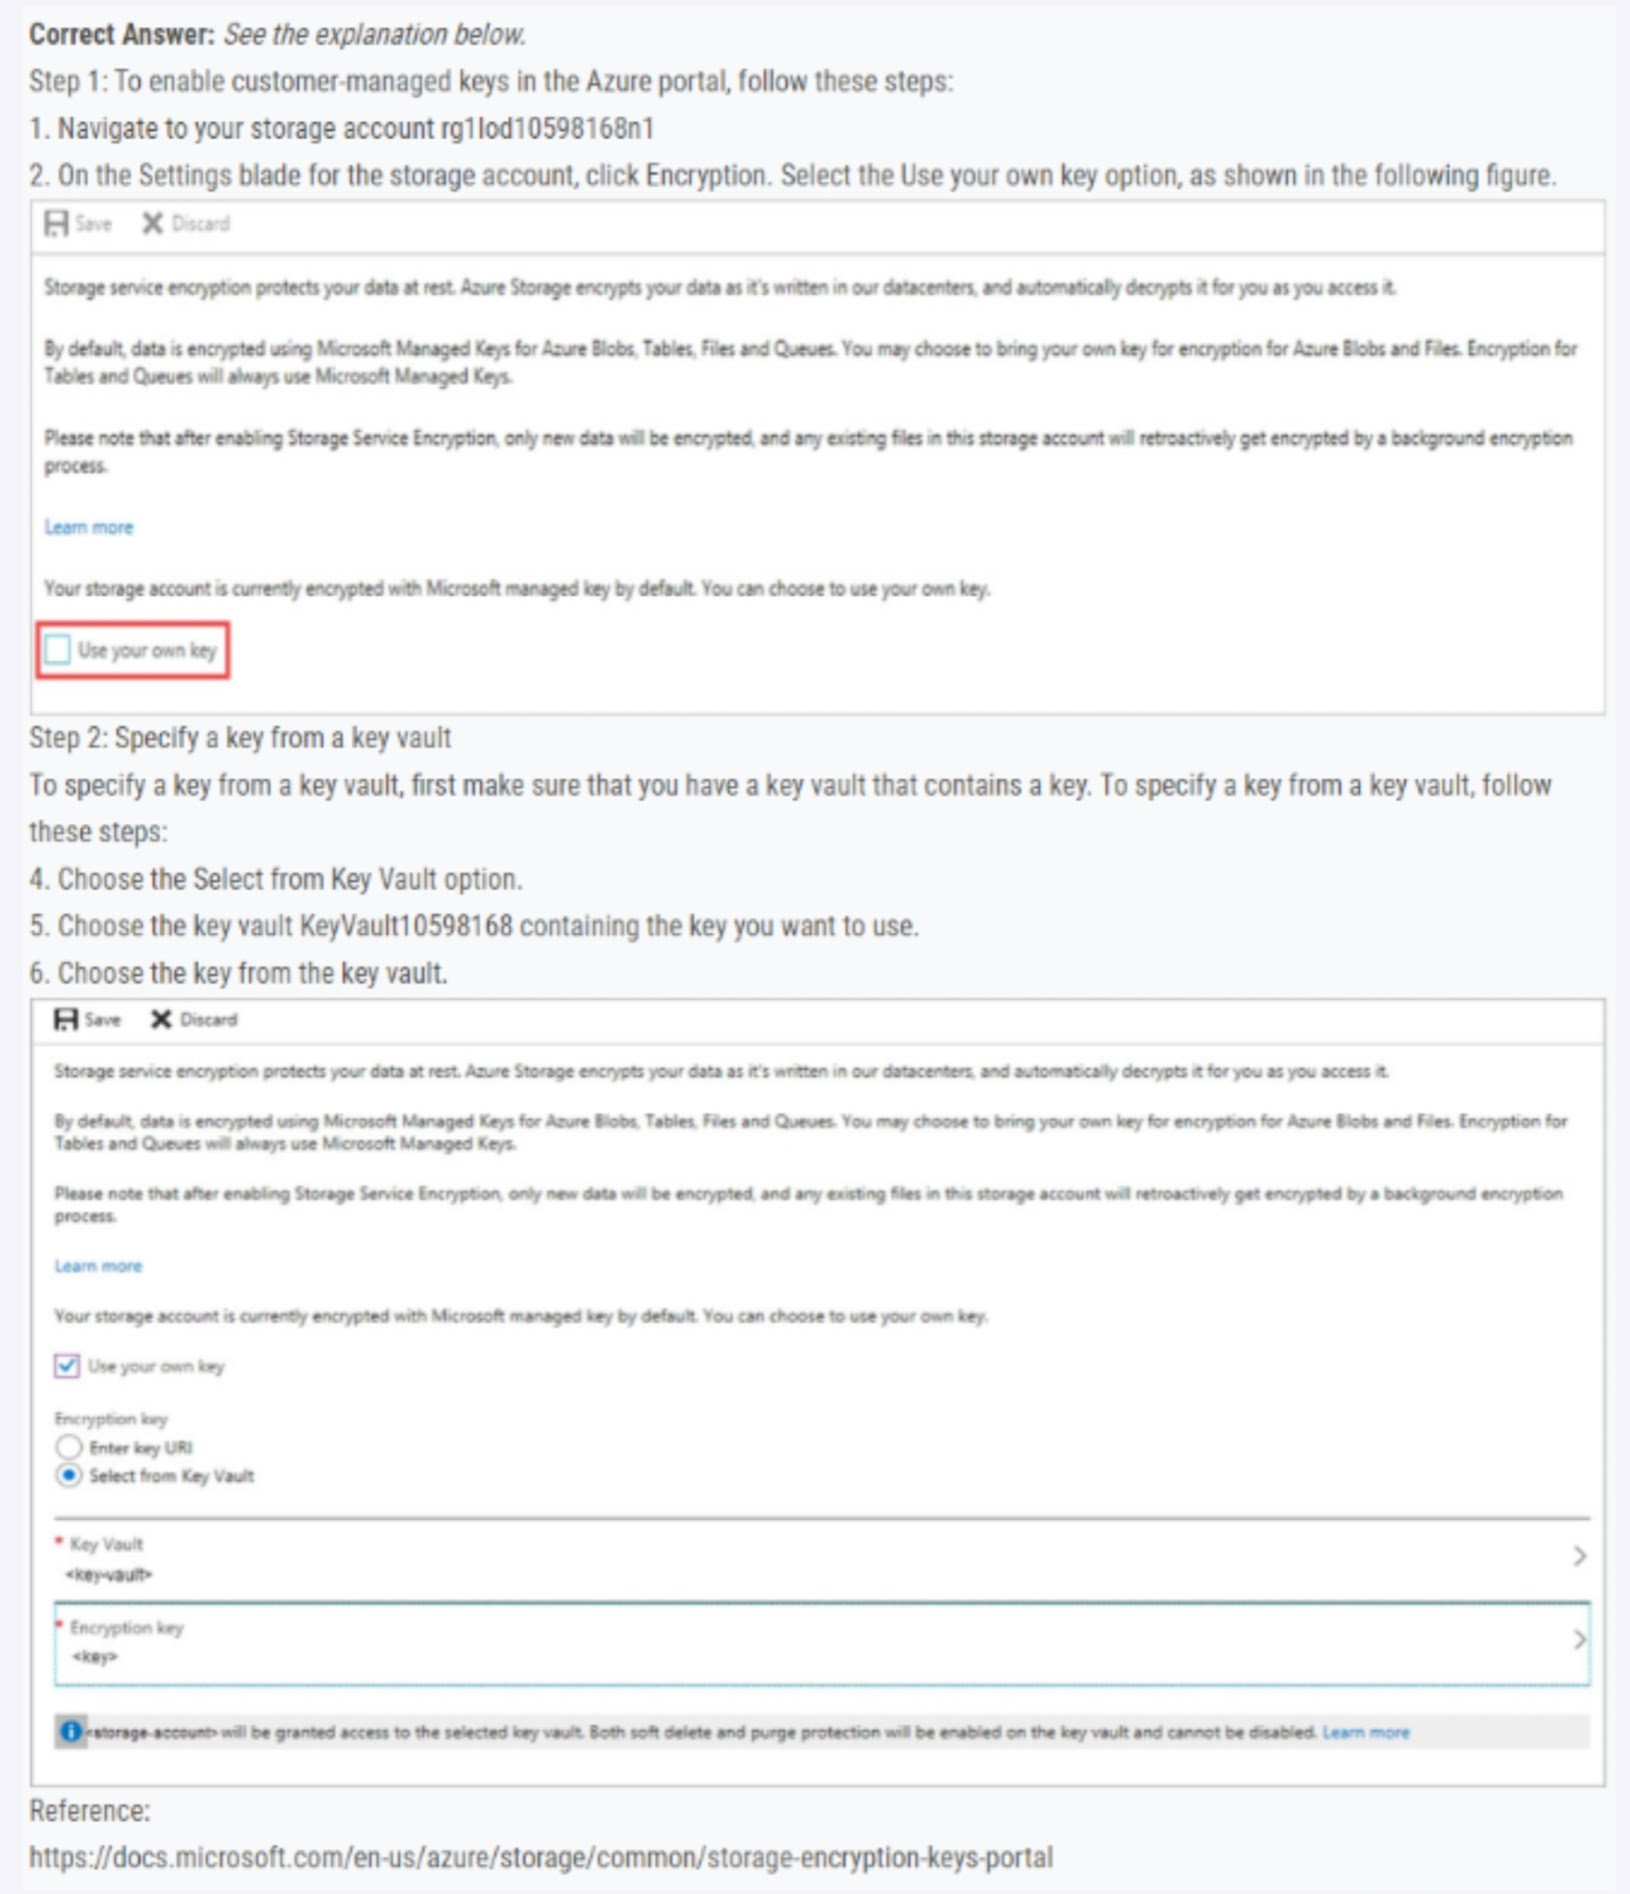 Correct Answer: See the explanation below.
Step 1: To enable customer-managed keys in the Azure portal, follow these steps:
1. Navigate to your storage account rg1lod10598168n1
2. On the Settings blade for the storage account, click Encryption. Select the Use your own key option, as shown in the following figure.
Save Discard
Storage service encryption protects your data at rest. Azure Storage encrypts your data as it's written in our datacenters, and automatically decrypts it for you as you access it.
By default, data is encrypted using Microsoft Managed Keys for Azure Blobs, Tables, Files and Queues. You may choose to bring your own key for encryption for Azure Blobs and Files. Encryption for
Tables and Queues will always use Microsoft Managed Keys.
Please note that after enabling Storage Service Encryption, only new data will be encrypted, and any existing files in this storage account will retroactively get encrypted by a background encryption
process.
Learn more
Your storage account is currently encrypted with Microsoft managed key by default. You can choose to use your own key.
Use your own key
Step 2: Specify a key from a key vault
To specify a key from a key vault, first make sure that you have a key vault that contains a key. To specify a key from a key vault, follow
these steps:
4. Choose the Select from Key Vault option.
5. Choose the key vault KeyVault10598168 containing the key you want to use.
6. Choose the key from the key vault.
Save Discard
Storage service encryption protects your data at rest. Azure Storage encrypts your data as it's written in our datacenters, and automatically decrypts it for you as you access it.
By default, data is encrypted using Microsoft Managed Keys for Azure Blobs, Tables, Files and Queues. You may choose to bring your own key for encryption for Azure Blobs and Files. Encryption for
Tables and Queues will always use Microsoft Managed Keys.
Please note that after enabling Storage Service Encryption, only new data will be encrypted, and any existing files in this storage account will retroactively get encrypted by a background encryption
process.
Learn more
Your storage account is currently encrypted with Microsoft managed key by default. You can choose to use your own key.
Use your own key
Encryption key
Enter key URI
Select from Key Vault
* Key Vault
<key-vault>
* Encryption key
<key>
<storage-account> will be granted access to the selected key vault. Both soft delete and purge protection will be enabled on the key vault and cannot be disabled. Learn more
Reference:
https://docs.microsoft.com/en-us/azure/storage/common/storage-encryption-keys-portal